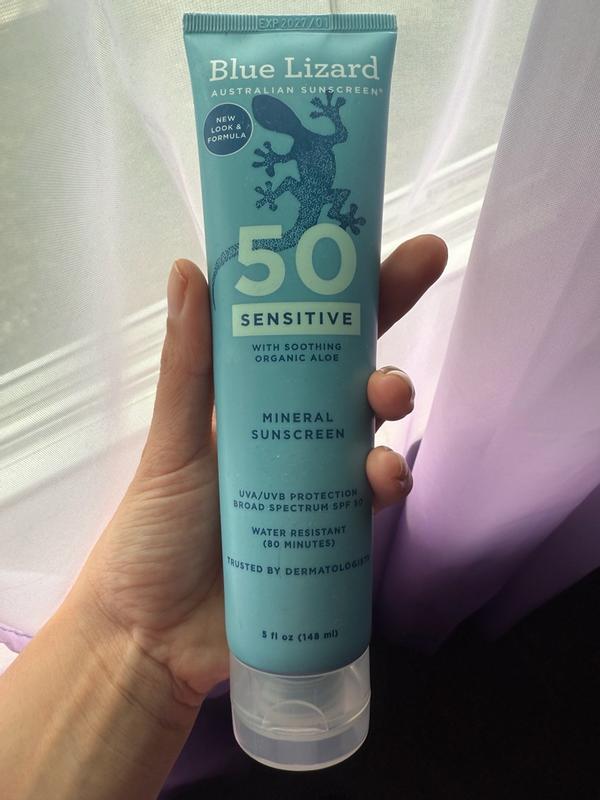 EXP 2027/01
Blue Lizard
AUSTRALIAN SUNSCREEN®
NEW
LOOK &
FORMULA
50
SENSITIVE
WITH SOOTHING
ORGANIC ALOE
MINERAL
SUNSCREEN
UVA/UVB PROTECTION
BROAD SPECTRUM SPF 50
WATER RESISTANT
(80 MINUTES)
TRUSTED BY DERMATOLOGISTS
5 fl oz (148 ml)